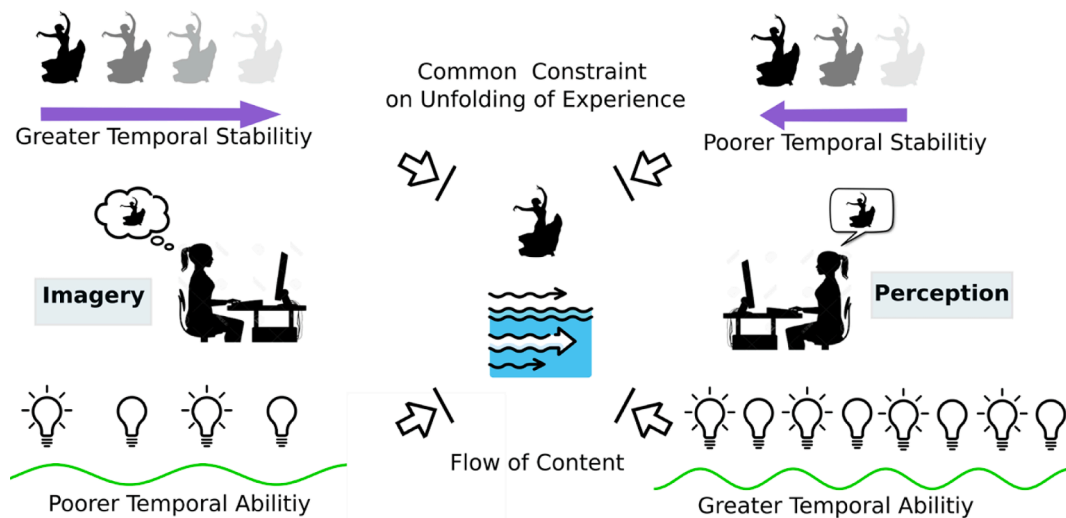 Common Constraint
on Unfolding of Experience
Greater Temporal Stabilitiy
Poorer Temporal Stabilitiy
Imagery
Perception
Flow of Content
Poorer Temporal Abilitiy
Greater Temporal Abilitiy